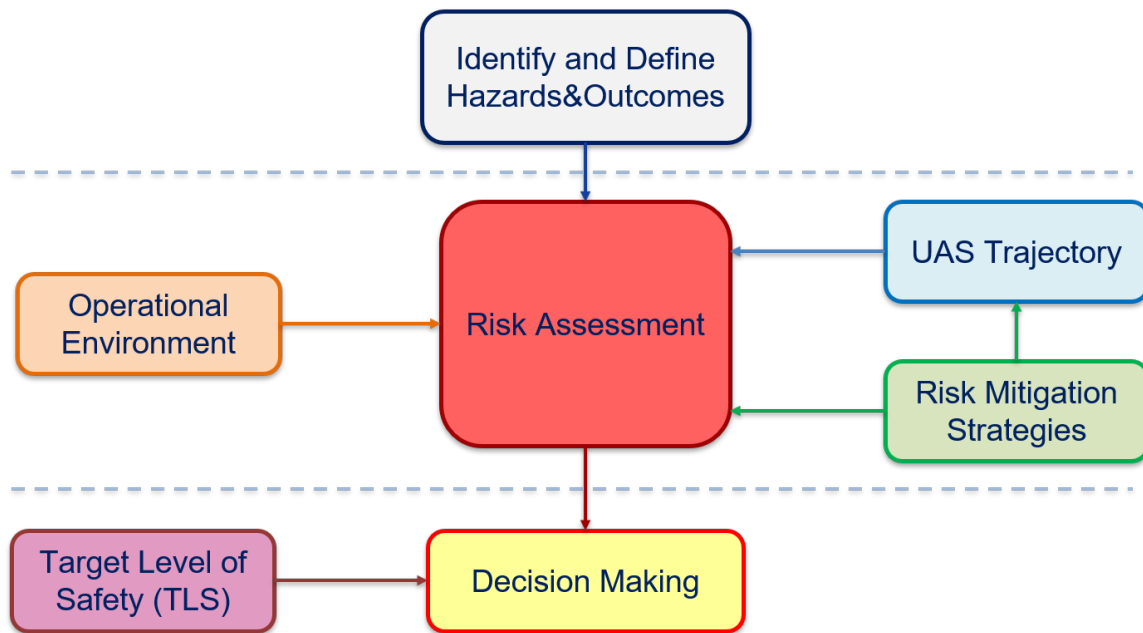 Identify and Define
Hazards&Outcomes
Operational
Environment
Risk Assessment
UAS Trajectory
Risk Mitigation
Strategies
Target Level of
Safety (TLS)
Decision Making